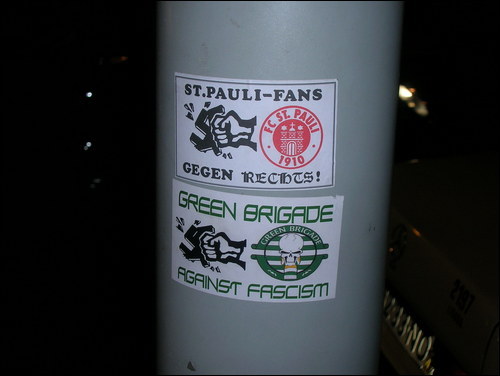 ST.PAULI-FANS
FC ST. PAULI
1910
GEGEN RECHTS!
GREEN BRIGADE
GREEN BRIGADE
AGAINST FASCISM